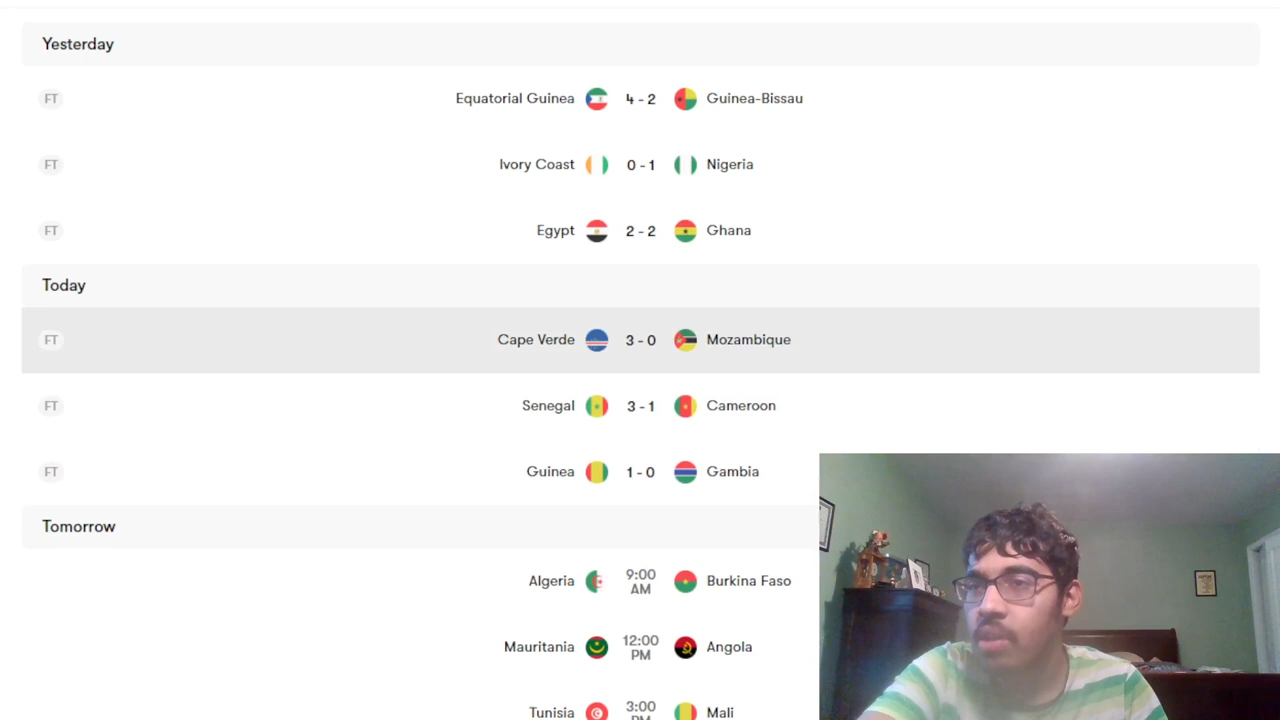 Yesterday
FT Equatorial Guinea 4 - 2 Guinea-Bissau
FT Ivory Coast 0 - 1 Nigeria
FT Egypt 2 - 2 Ghana
Today
FT Cape Verde 3 - 0 Mozambique
FT Senegal 3 - 1 Cameroon
FT Guinea 1 - 0 Gambia
Tomorrow
Algeria 9:00 AM Burkina Faso
Mauritania 12:00 PM Angola
Tunisia 3:00 PM Mali